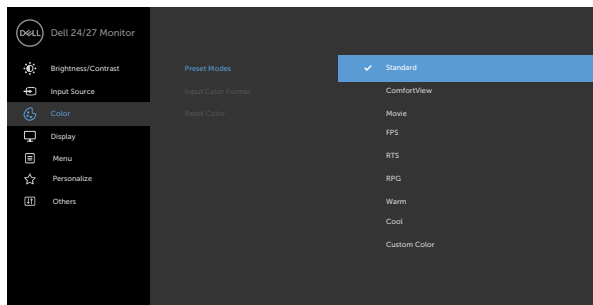 DELL Dell 24/27 Monitor
Brightness/Contrast Preset Modes Standard
Input Source Input Color Format ComfortView
Color Reset Color Movie
Display FPS
Menu RTS
Personalize RPG
Others Warm
Cool
Custom Color